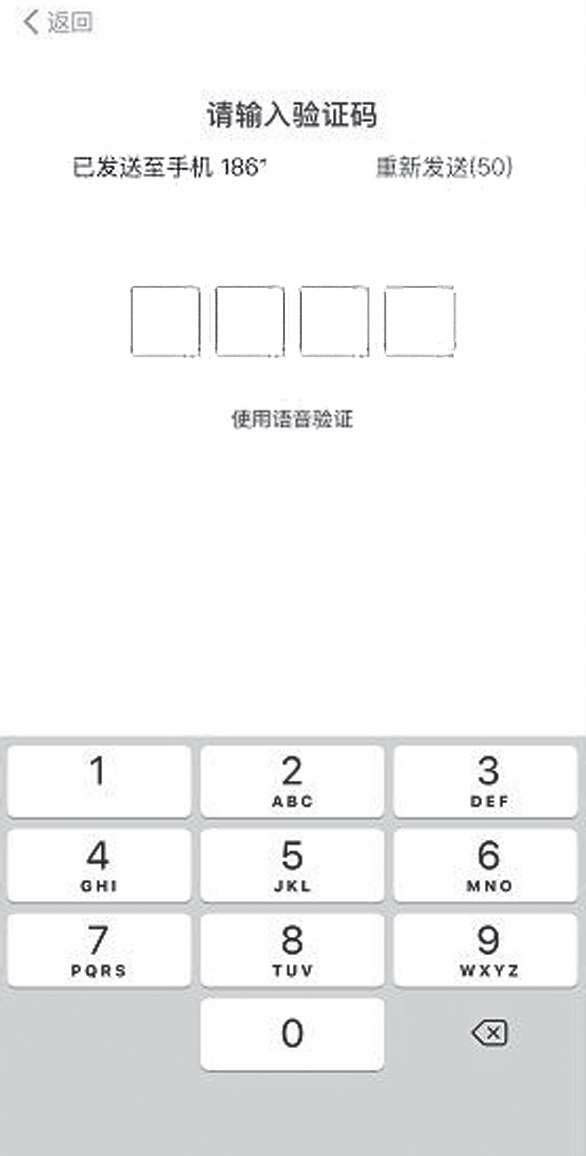 返回
请输入验证码
已发送至手机 186* 重新发送(50)
使用语音验证
1 2 3
ABC DEF
4 5 6
GHI JKL MNO
7 8 9
PQRS TUV WXYZ
0